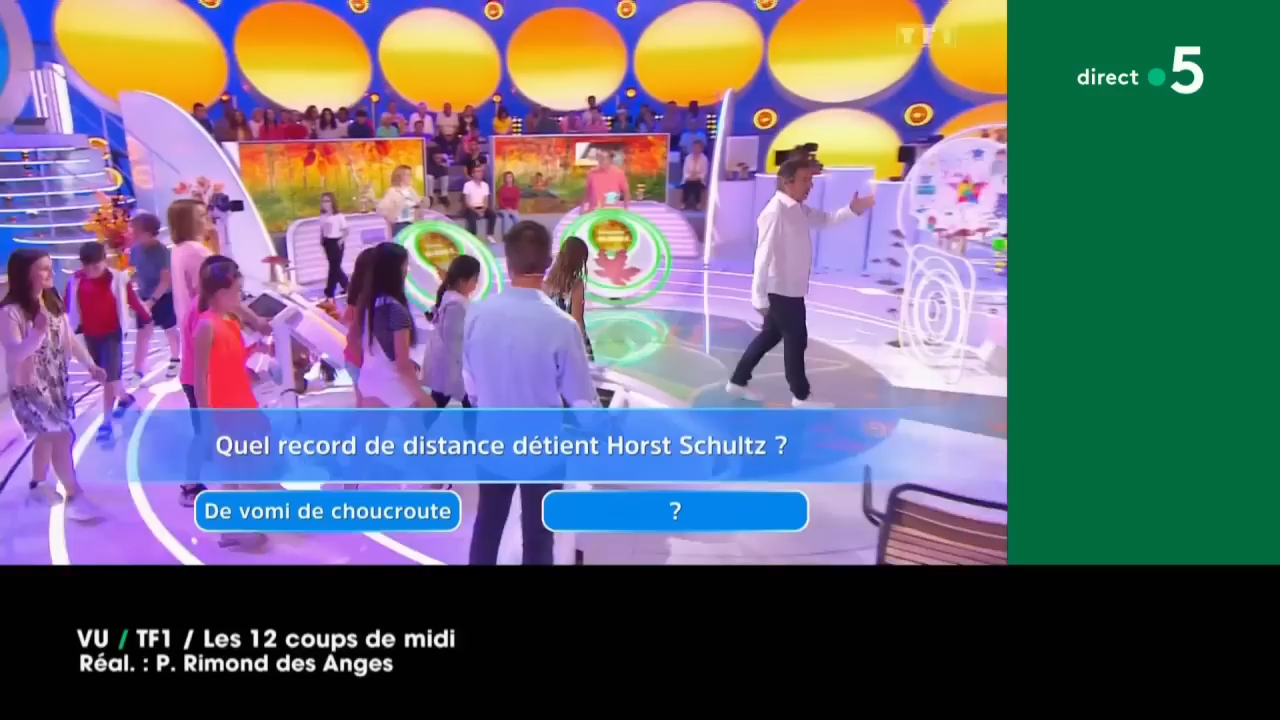 TF1
direct 5
Quel record de distance détient Horst Schultz ?
De vomi de choucroute
?
VU / TF1 / Les 12 coups de midi
Réal. : P. Rimond des Anges